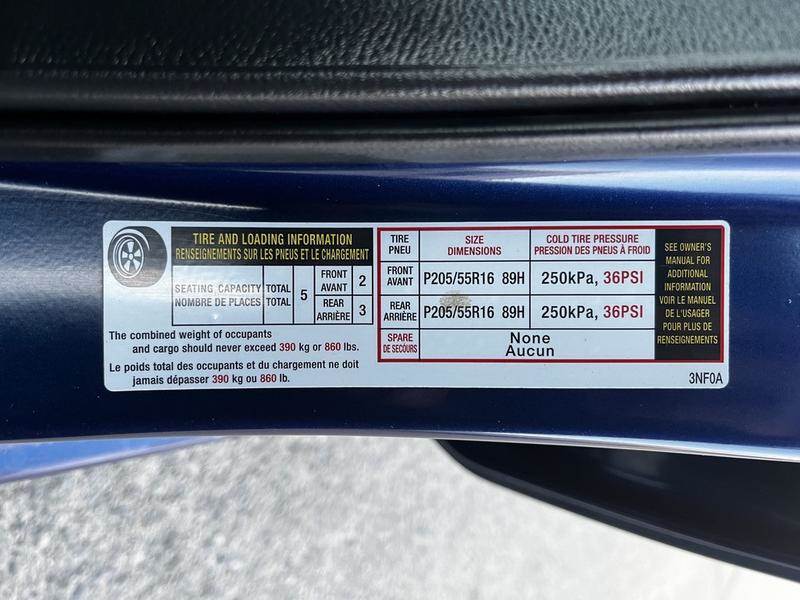 TIRE AND LOADING INFORMATION
RENSEIGNEMENTS SUR LES PNEUS ET LE CHARGEMENT
SEATING CAPACITY
NOMBRE DE PLACES
TOTAL
TOTAL
5
FRONT
AVANT
2
REAR
ARRIÈRE
3
The combined weight of occupants
and cargo should never exceed 390 kg or 860 lbs.
Le poids total des occupants et du chargement ne doit
jamais dépasser 390 kg ou 860 lb.
TIRE
PNEU
SIZE
DIMENSIONS
COLD TIRE PRESSURE
PRESSION DES PNEUS À FROID
FRONT
AVANT
P205/55R16 89H
250kPa, 36PSI
REAR
ARRIÈRE
P205/55R16 89H
250kPa, 36PSI
SPARE
DE SECOURS
None
Aucun
SEE OWNER'S
MANUAL FOR
ADDITIONAL
INFORMATION
VOIR LE MANUEL
DE L'USAGER
POUR PLUS DE
RENSEIGNEMENTS
3NF0A